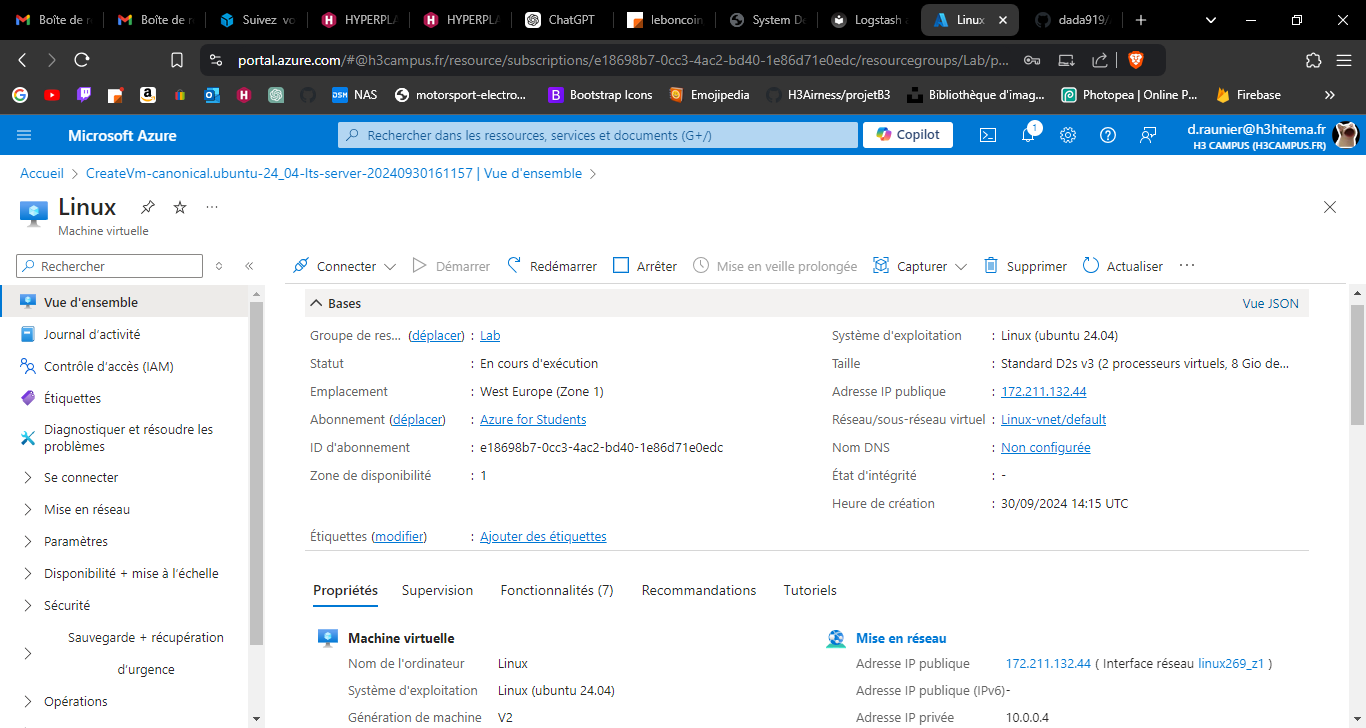 Boîte de r
Boîte de r
Suivez vo
HYPERPLA
HYPERPLA
ChatGPT
leboncoin
System De
Logstash
Linux
dada919/
portal.azure.com/#@h3campus.fr/resource/subscriptions/e18698b7-0cc3-4ac2-bd40-1e86d71e0edc/resourcegroups/Lab/p...
DSM NAS
motorsport-electro...
Bootstrap Icons
Emojipedia
H3Airness/projetB3
Bibliothèque d'imag...
Photopea | Online P...
Firebase
Microsoft Azure
Rechercher dans les ressources, services et documents (G+/)
Copilot
1
d.raunier@h3hitema.fr
H3 CAMPUS (H3CAMPUS.FR)
Accueil > CreateVm-canonical.ubuntu-24_04-lts-server-20240930161157 | Vue d'ensemble >
Linux
Machine virtuelle
Rechercher
Connecter
Démarrer
Redémarrer
Arrêter
Mise en veille prolongée
Capturer
Supprimer
Actualiser
Vue d'ensemble
Journal d'activité
Contrôle d'accès (IAM)
Étiquettes
Diagnostiquer et résoudre les
problèmes
Se connecter
Mise en réseau
Paramètres
Disponibilité + mise à l'échelle
Sécurité
Sauvegarde + récupération
d'urgence
Opérations
Bases
Vue JSON
Groupe de res... (déplacer) : Lab
Statut : En cours d'exécution
Emplacement : West Europe (Zone 1)
Abonnement (déplacer) : Azure for Students
ID d'abonnement : e18698b7-0cc3-4ac2-bd40-1e86d71e0edc
Zone de disponibilité : 1
Système d'exploitation : Linux (ubuntu 24.04)
Taille : Standard D2s v3 (2 processeurs virtuels, 8 Gio de...
Adresse IP publique : 172.211.132.44
Réseau/sous-réseau virtuel : Linux-vnet/default
Nom DNS : Non configurée
État d'intégrité : -
Heure de création : 30/09/2024 14:15 UTC
Étiquettes (modifier) : Ajouter des étiquettes
Propriétés
Supervision
Fonctionnalités (7)
Recommandations
Tutoriels
Machine virtuelle
Nom de l'ordinateur Linux
Système d'exploitation Linux (ubuntu 24.04)
Génération de machine V2
Mise en réseau
Adresse IP publique 172.211.132.44 ( Interface réseau linux269_z1 )
Adresse IP publique (IPv6) -
Adresse IP privée 10.0.0.4